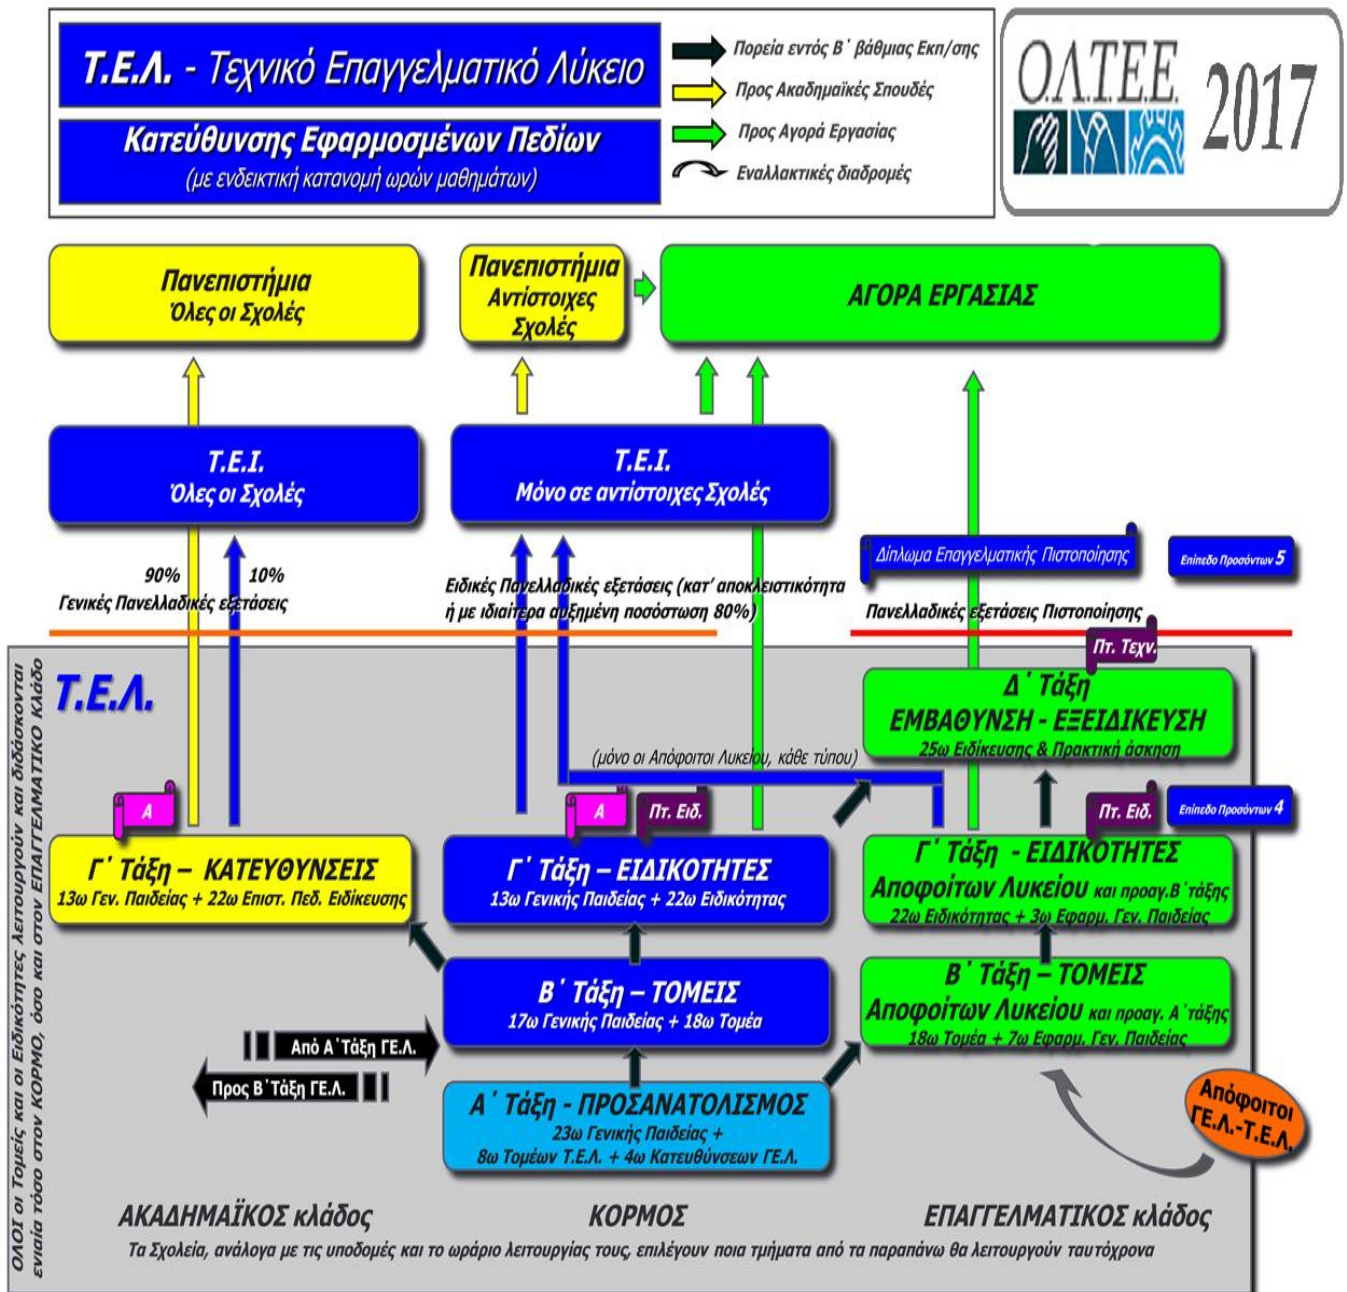 Τ.Ε.Λ. - Τεχνικό Επαγγελματικό Λύκειο
Κατεύθυνσης Εφαρμοσμένων Πεδίων
(με ενδεικτική κατανομή ωρών μαθημάτων)
Πορεία εντός Β΄ βάθμιας Εκπ/σης
Προς Ακαδημαϊκές Σπουδές
Προς Αγορά Εργασίας
Εναλλακτικές διαδρομές
Ο.Λ.Τ.Ε.Ε.
2017
Πανεπιστήμια
Όλες οι Σχολές
Πανεπιστήμια
Αντίστοιχες
Σχολές
ΑΓΟΡΑ ΕΡΓΑΣΙΑΣ
Τ.Ε.Ι.
Όλες οι Σχολές
Τ.Ε.Ι.
Μόνο σε αντίστοιχες Σχολές
Δίπλωμα Επαγγελματικής Πιστοποίησης
Επίπεδο Προσόντων 5
90%
10%
Γενικές Πανελλαδικές εξετάσεις
Ειδικές Πανελλαδικές εξετάσεις (κατ’ αποκλειστικότητα
ή με ιδιαίτερα αυξημένη ποσόστωση 80%)
Πανελλαδικές εξετάσεις Πιστοποίησης
ΟΛΟΙ οι Τομείς και οι Ειδικότητες λειτουργούν και διδάσκονται
ενιαία τόσο στον ΚΟΡΜΟ, όσο και στον ΕΠΑΓΓΕΛΜΑΤΙΚΟ ΚΛΑΔΟ
Τ.Ε.Λ.
Πτ. Τεχν.
Δ΄ Τάξη
ΕΜΒΑΘΥΝΣΗ - ΕΞΕΙΔΙΚΕΥΣΗ
25ω Ειδίκευσης & Πρακτική άσκηση
(μόνο οι Απόφοιτοι Λυκείου, κάθε τύπου)
Α
Α
Πτ. Ειδ.
Πτ. Ειδ.
Επίπεδο Προσόντων 4
Γ΄ Τάξη – ΚΑΤΕΥΘΥΝΣΕΙΣ
13ω Γεν. Παιδείας + 22ω Επιστ. Πεδ. Ειδίκευσης
Γ΄ Τάξη – ΕΙΔΙΚΟΤΗΤΕΣ
13ω Γενικής Παιδείας + 22ω Ειδικότητας
Γ΄ Τάξη - ΕΙΔΙΚΟΤΗΤΕΣ
Αποφοίτων Λυκείου και προαγ.Β΄τάξης
22ω Ειδικότητας + 3ω Εφαρμ. Γεν. Παιδείας
Β΄ Τάξη – ΤΟΜΕΙΣ
17ω Γενικής Παιδείας + 18ω Τομέα
Β΄ Τάξη – ΤΟΜΕΙΣ
Αποφοίτων Λυκείου και προαγ. Α΄τάξης
18ω Τομέα + 7ω Εφαρμ. Γεν. Παιδείας
Από Α΄Τάξη ΓΕ.Λ.
Προς Β΄Τάξη ΓΕ.Λ.
Α΄ Τάξη - ΠΡΟΣΑΝΑΤΟΛΙΣΜΟΣ
23ω Γενικής Παιδείας +
8ω Τομέων Τ.Ε.Λ. + 4ω Κατευθύνσεων ΓΕ.Λ.
Απόφοιτοι
ΓΕ.Λ.-Τ.Ε.Λ.
ΑΚΑΔΗΜΑΪΚΟΣ κλάδος
ΚΟΡΜΟΣ
ΕΠΑΓΓΕΛΜΑΤΙΚΟΣ κλάδος
Τα Σχολεία, ανάλογα με τις υποδομές και το ωράριο λειτουργίας τους, επιλέγουν ποια τμήματα από τα παραπάνω θα λειτουργούν ταυτόχρονα